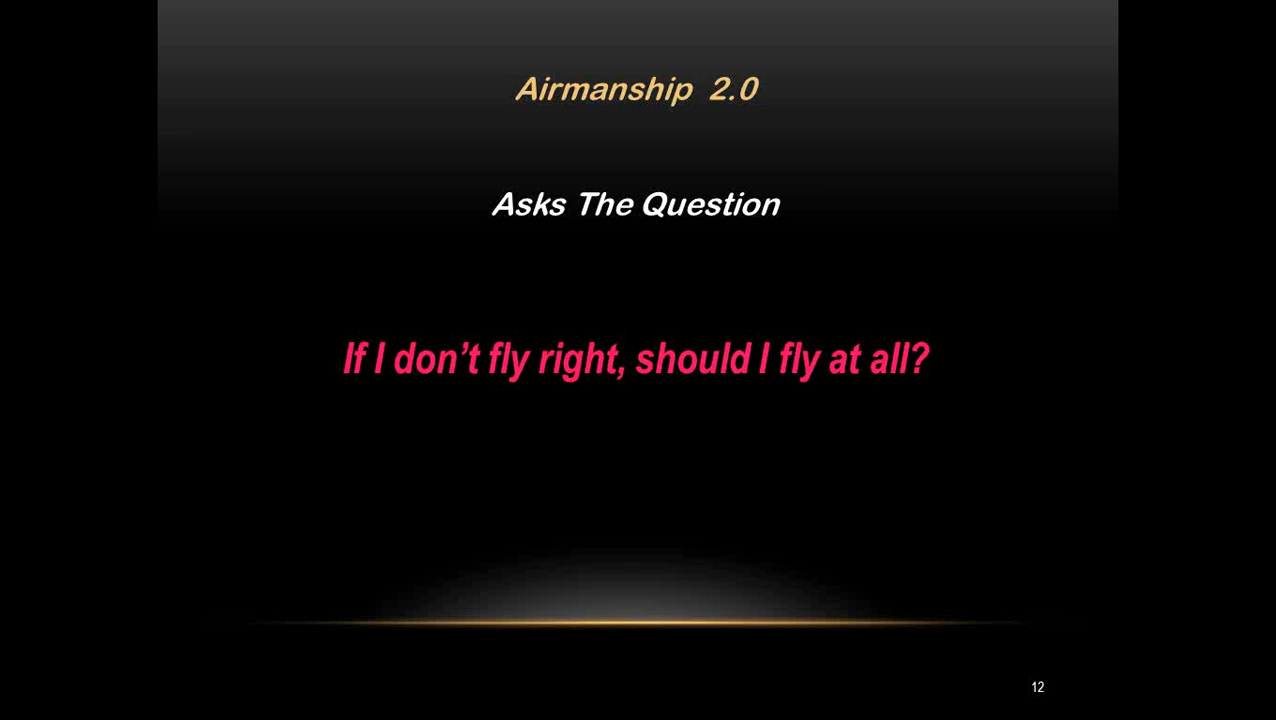 Airmanship 2.0
Asks The Question
If I don’t fly right, should I fly at all?
12